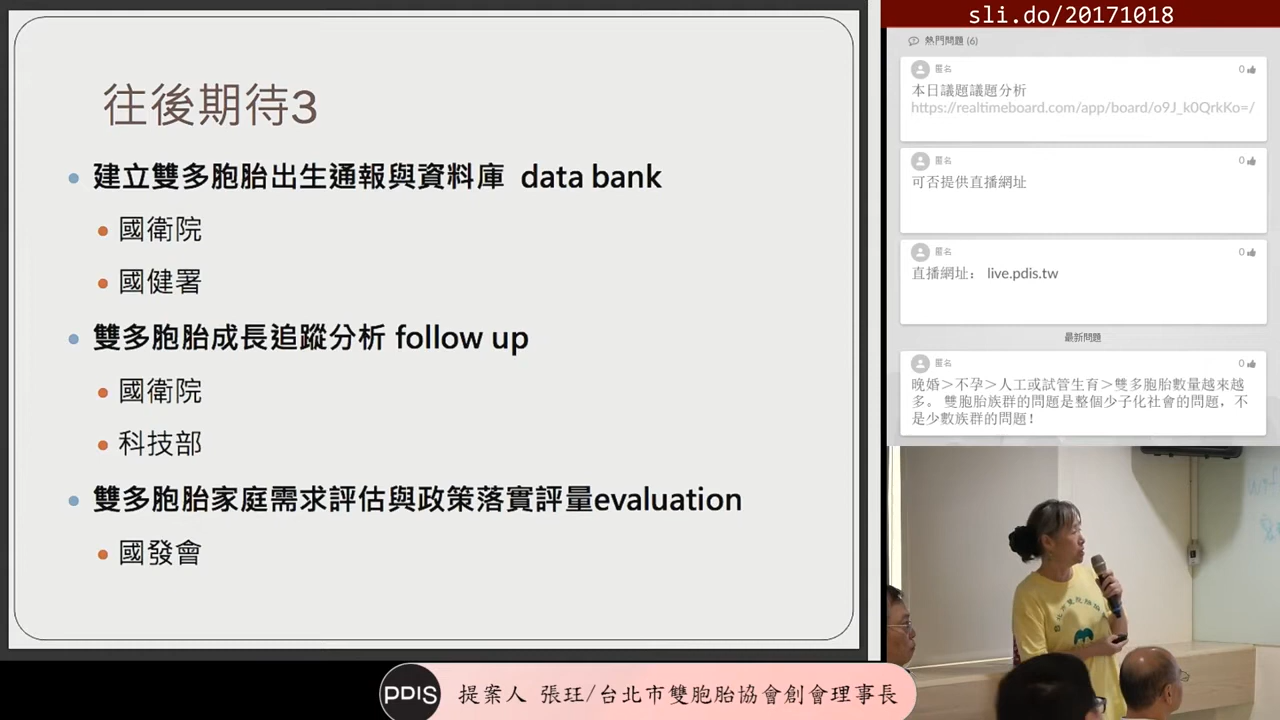 往後期待3
建立雙多胞胎出生通報與資料庫 data bank
國衛院
國健署
雙多胞胎成長追蹤分析 follow up
國衛院
科技部
雙多胞胎家庭需求評估與政策落實評量evaluation
國發會
sli.do/20171018
熱門問題 (6)
匿名
0
本日議題議題分析
https://realtimeboard.com/app/board/o9J_k0QrkKo=/
匿名
0
可否提供直播網址
匿名
0
直播網址： live.pdis.tw
最新問題
匿名
0
晚婚＞不孕＞人工或試管生育＞雙多胞胎數量越來越
多。 雙胞胎族群的問題是整個少子化社會的問題，不
是少數族群的問題！
PDIS
提案人 張珏/台北市雙胞胎協會創會理事長